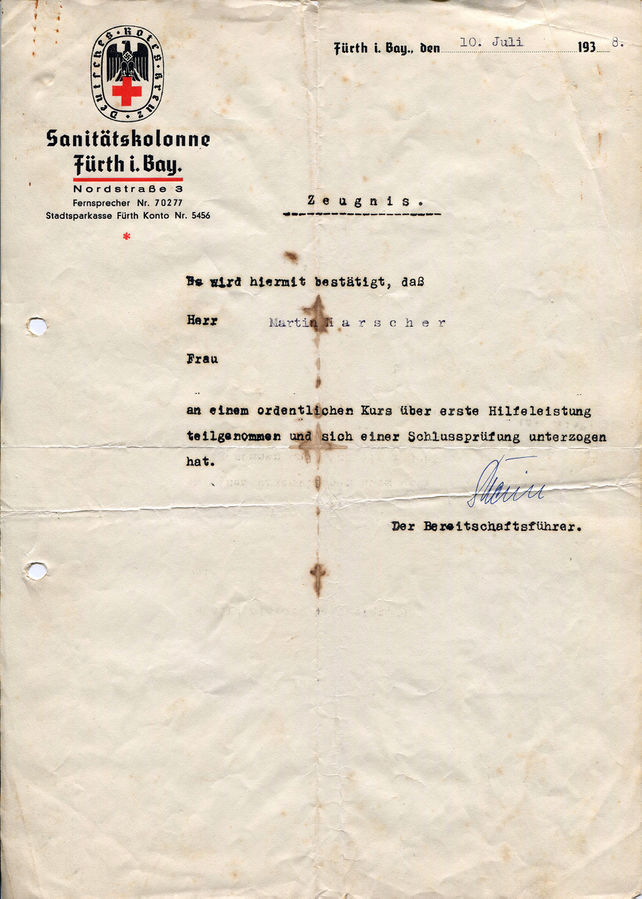 Deutsches · Rotes · Kreuz
Sanitätskolonne
Fürth i. Bay.
Nordstraße 3
Fernsprecher Nr. 70277
Stadtsparkasse Fürth Konto Nr. 5456
*
Fürth i. Bay., den 10. Juli 1938.
Zeugnis.
Es wird hiermit bestätigt, daß
Herr Martin Harscher
Frau
an einem ordentlichen Kurs über erste Hilfeleistung
teilgenommen und sich einer Schlussprüfung unterzogen
hat.
Der Bereitschaftsführer.